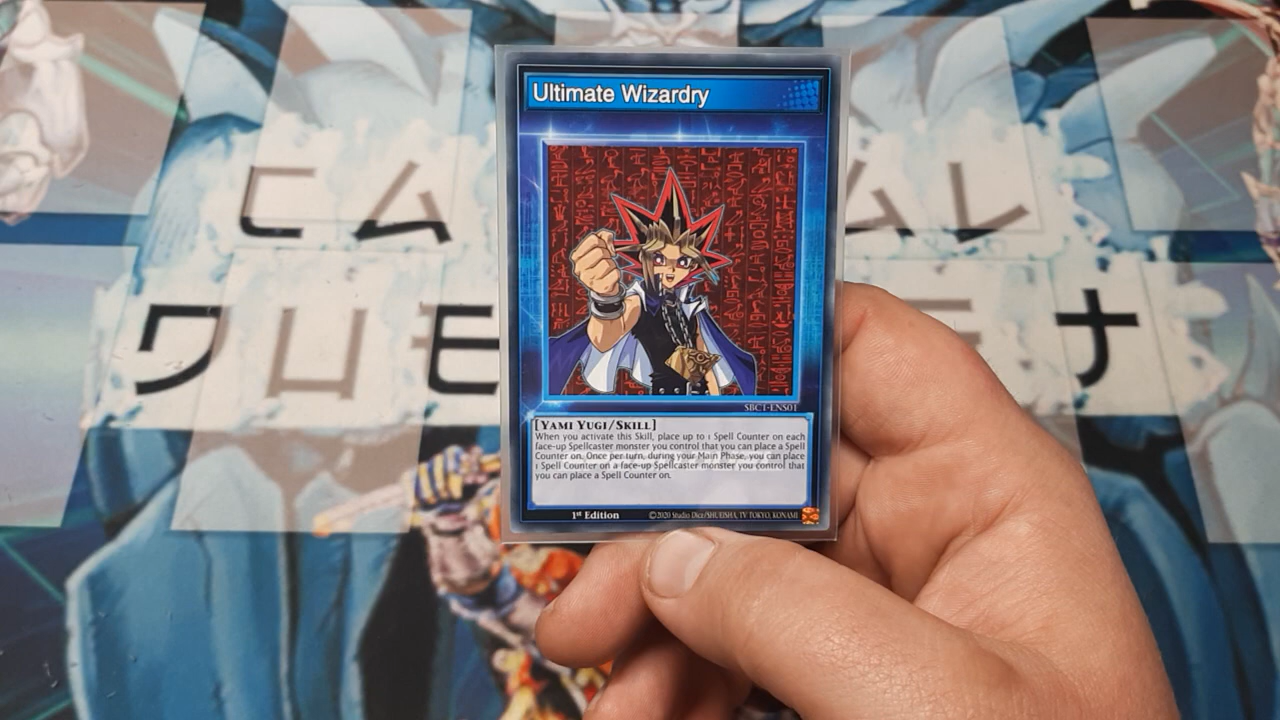 Ultimate Wizardry
SBC1-ENS01
[YAMI YUGI/SKILL]
When you activate this Skill, place up to 1 Spell Counter on each
face-up Spellcaster monster you control that you can place a Spell
Counter on. Once per turn, during your Main Phase, you can place
1 Spell Counter on a face-up Spellcaster monster you control that
you can place a Spell Counter on.
1st Edition
©2020 Studio Dice/SHUEISHA, TV TOKYO, KONAMI